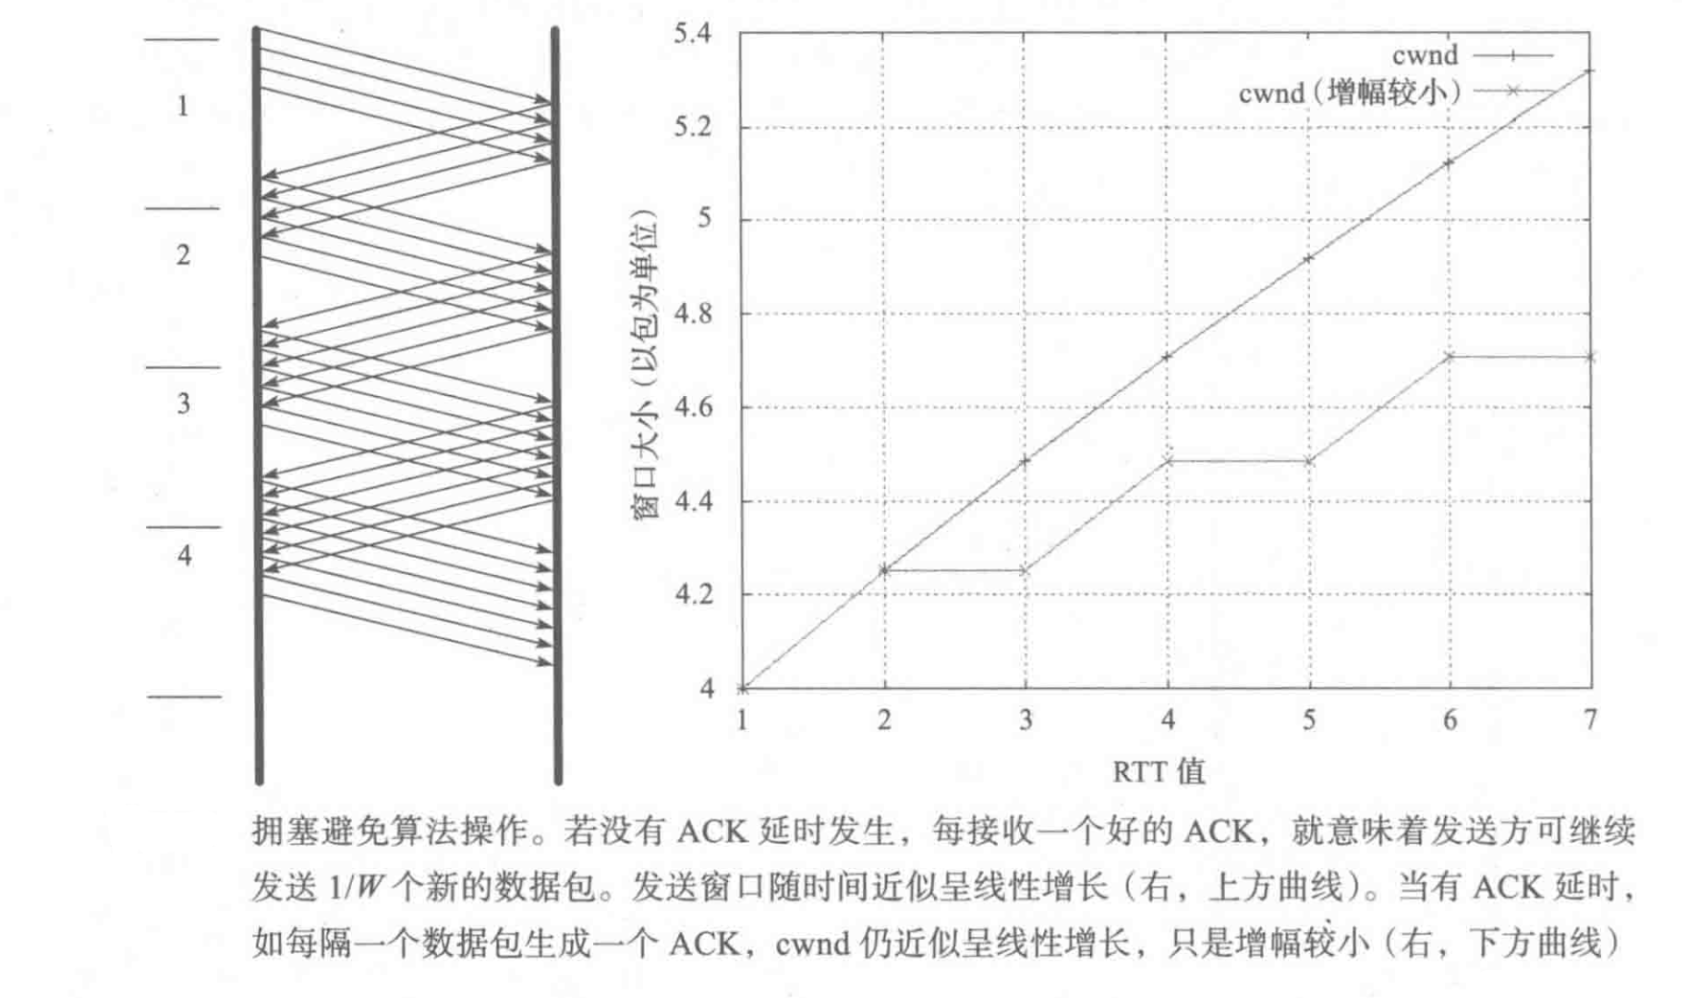 1
2
3
4
5.4
5.2
5
4.8
4.6
4.4
4.2
4
窗口大小（以包为单位）
cwnd
cwnd（增幅较小）
1 2 3 4 5 6 7
RTT 值
拥塞避免算法操作。若没有 ACK 延时发生，每接收一个好的 ACK，就意味着发送方可继续
发送 1/W 个新的数据包。发送窗口随时间近似呈线性增长（右，上方曲线）。当有 ACK 延时，
如每隔一个数据包生成一个 ACK，cwnd 仍近似呈线性增长，只是增幅较小（右，下方曲线）